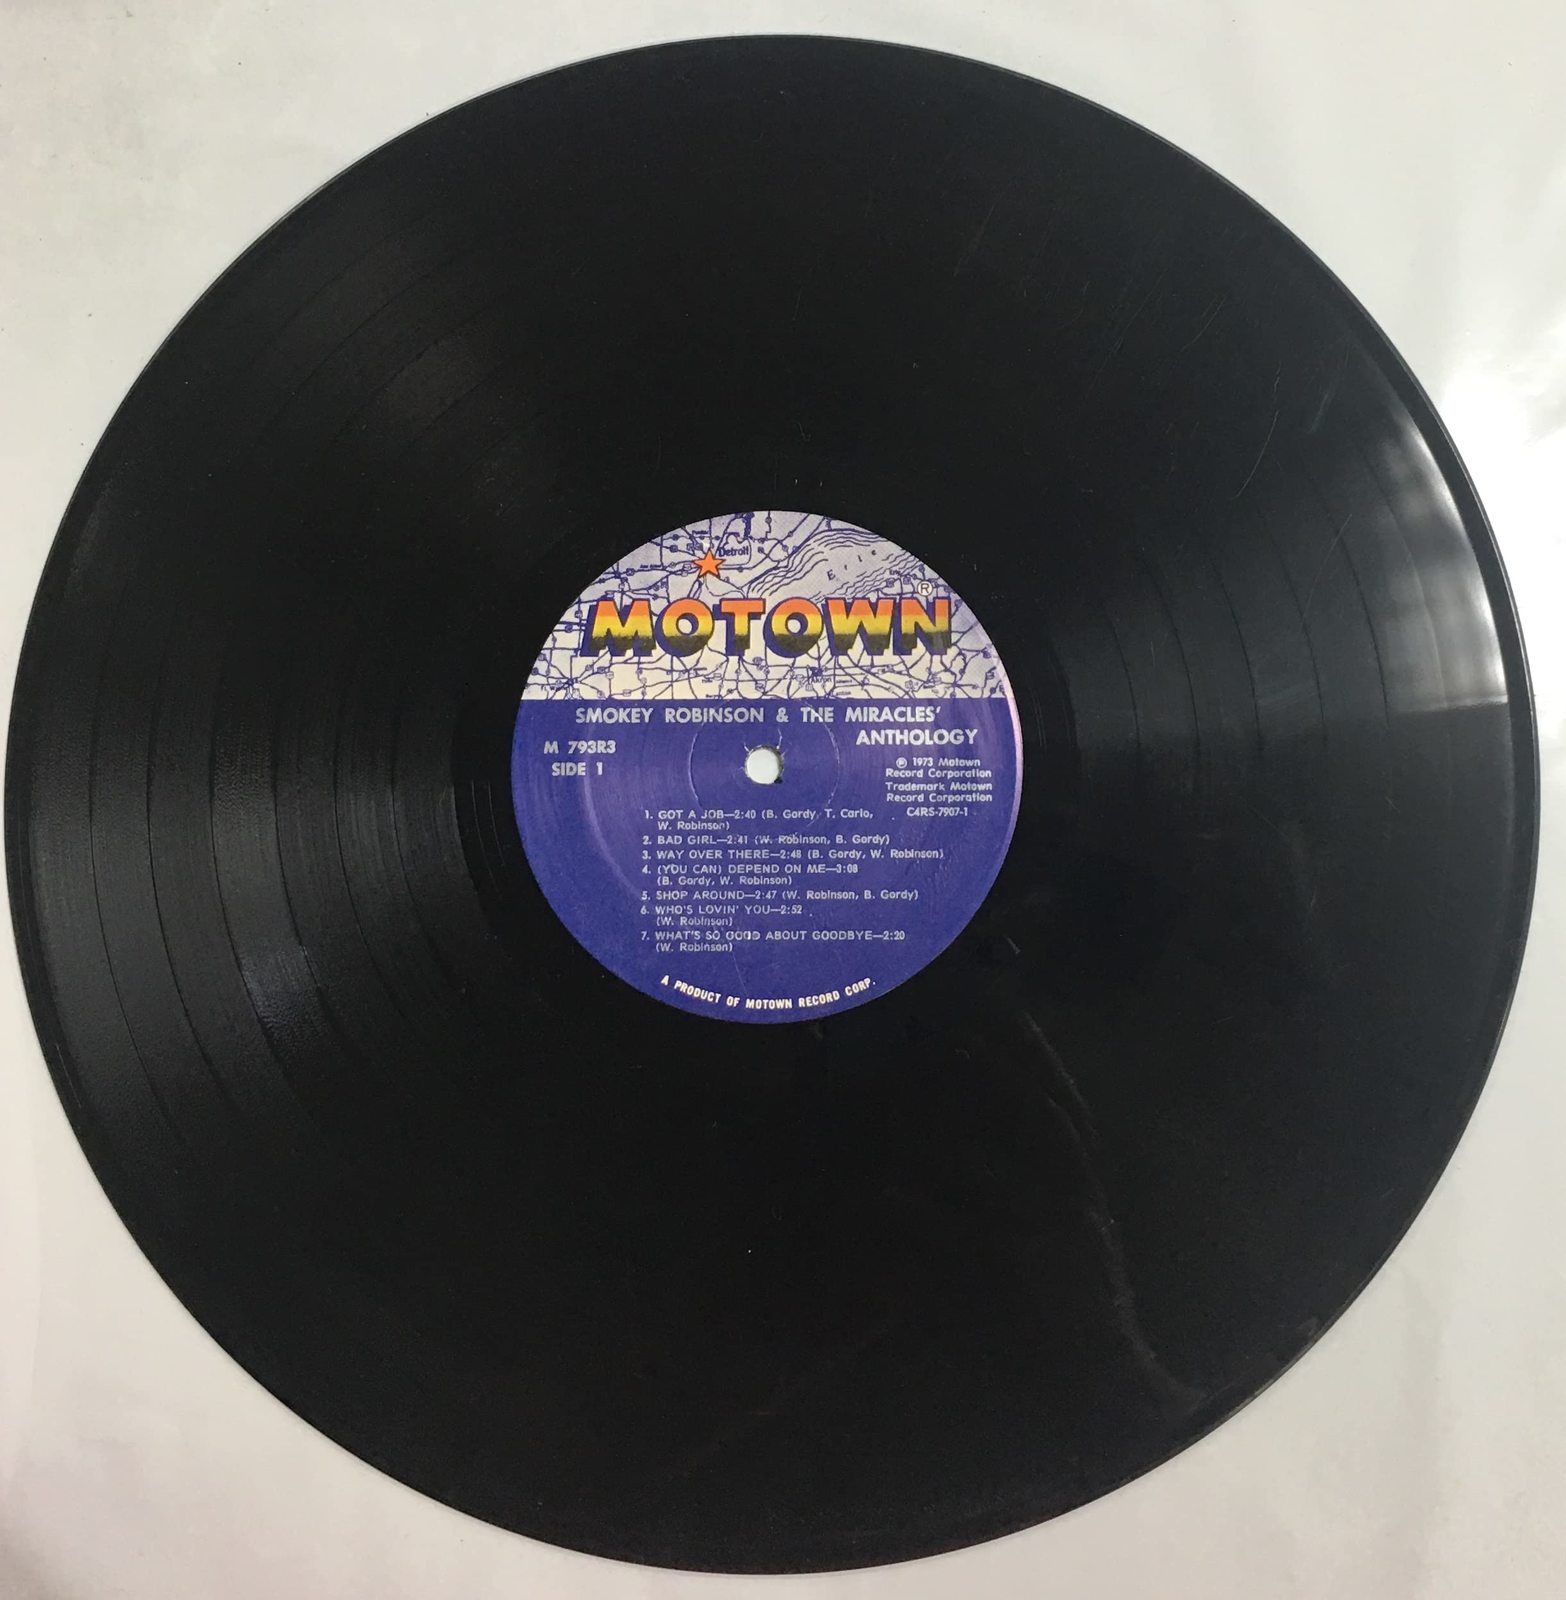 Detroit
Erie
MOTOWN®
Akron
SMOKEY ROBINSON & THE MIRACLES'
ANTHOLOGY
M 793R3
SIDE 1
℗ 1973 Motown
Record Corporation
Trademark Motown
Record Corporation
C4RS-7907-1
1. GOT A JOB—2:40 (B. Gordy, T. Carlo,
W. Robinson)
2. BAD GIRL—2:41 (W. Robinson, B. Gordy)
3. WAY OVER THERE—2:48 (B. Gordy, W. Robinson)
4. (YOU CAN) DEPEND ON ME—3:08
(B. Gordy, W. Robinson)
5. SHOP AROUND—2:47 (W. Robinson, B. Gordy)
6. WHO'S LOVIN' YOU—2:52
(W. Robinson)
7. WHAT'S SO GOOD ABOUT GOODBYE—2:20
(W. Robinson)
A PRODUCT OF MOTOWN RECORD CORP.